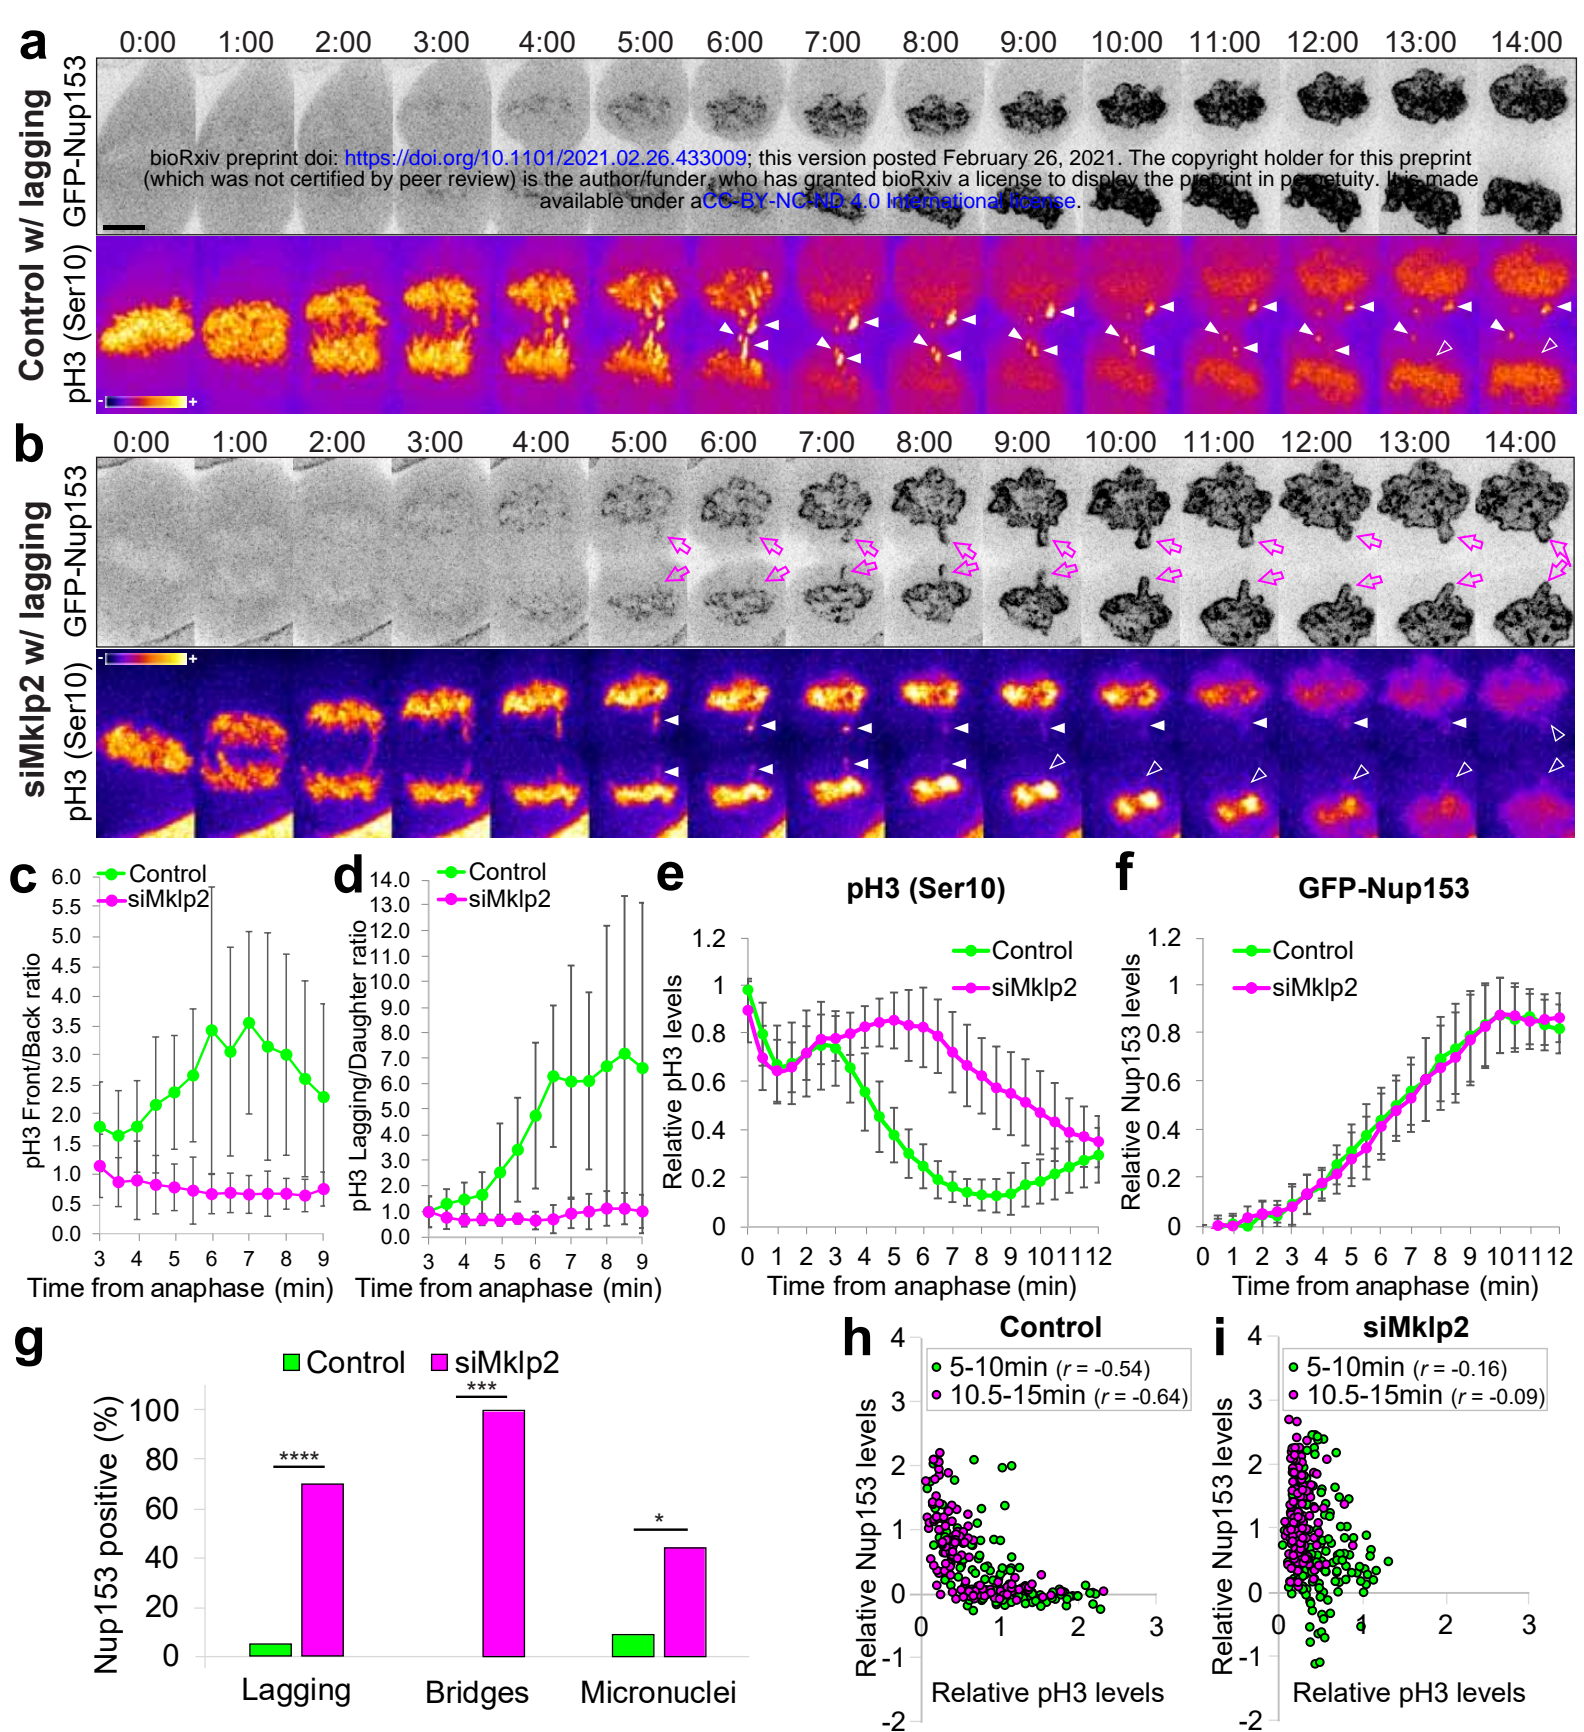 a
0:00 1:00 2:00 3:00 4:00 5:00 6:00 7:00 8:00 9:00 10:00 11:00 12:00 13:00 14:00
Control w/ lagging
GFP-Nup153
bioRxiv preprint doi: https://doi.org/10.1101/2021.02.26.433009; this version posted February 26, 2021. The copyright holder for this preprint
(which was not certified by peer review) is the author/funder, who has granted bioRxiv a license to display the preprint in perpetuity. It is made
available under aCC-BY-NC-ND 4.0 International license.
pH3 (Ser10)
- +
b
0:00 1:00 2:00 3:00 4:00 5:00 6:00 7:00 8:00 9:00 10:00 11:00 12:00 13:00 14:00
siMklp2 w/ lagging
GFP-Nup153
pH3 (Ser10)
- +
c
Control
siMklp2
pH3 Front/Back ratio
6.0
5.5
5.0
4.5
4.0
3.5
3.0
2.5
2.0
1.5
1.0
0.5
0.0
3 4 5 6 7 8 9
Time from anaphase (min)
d
Control
siMklp2
pH3 Lagging/Daughter ratio
14.0
13.0
12.0
11.0
10.0
9.0
8.0
7.0
6.0
5.0
4.0
3.0
2.0
1.0
0.0
3 4 5 6 7 8 9
Time from anaphase (min)
e
pH3 (Ser10)
Control
siMklp2
Relative pH3 levels
1.2
1
0.8
0.6
0.4
0.2
0
0 1 2 3 4 5 6 7 8 9 10 11 12
Time from anaphase (min)
f
GFP-Nup153
Control
siMklp2
Relative Nup153 levels
1.2
1
0.8
0.6
0.4
0.2
0
0 1 2 3 4 5 6 7 8 9 10 11 12
Time from anaphase (min)
g
Control siMklp2
Nup153 positive (%)
100
80
60
40
20
0
**** *** *
Lagging Bridges Micronuclei
h
Control
5-10min (r = -0.54)
10.5-15min (r = -0.64)
Relative Nup153 levels
4
3
2
1
0
-1
-2
0 1 2 3
Relative pH3 levels
i
siMklp2
5-10min (r = -0.16)
10.5-15min (r = -0.09)
Relative Nup153 levels
4
3
2
1
0
-1
-2
0 1 2 3
Relative pH3 levels